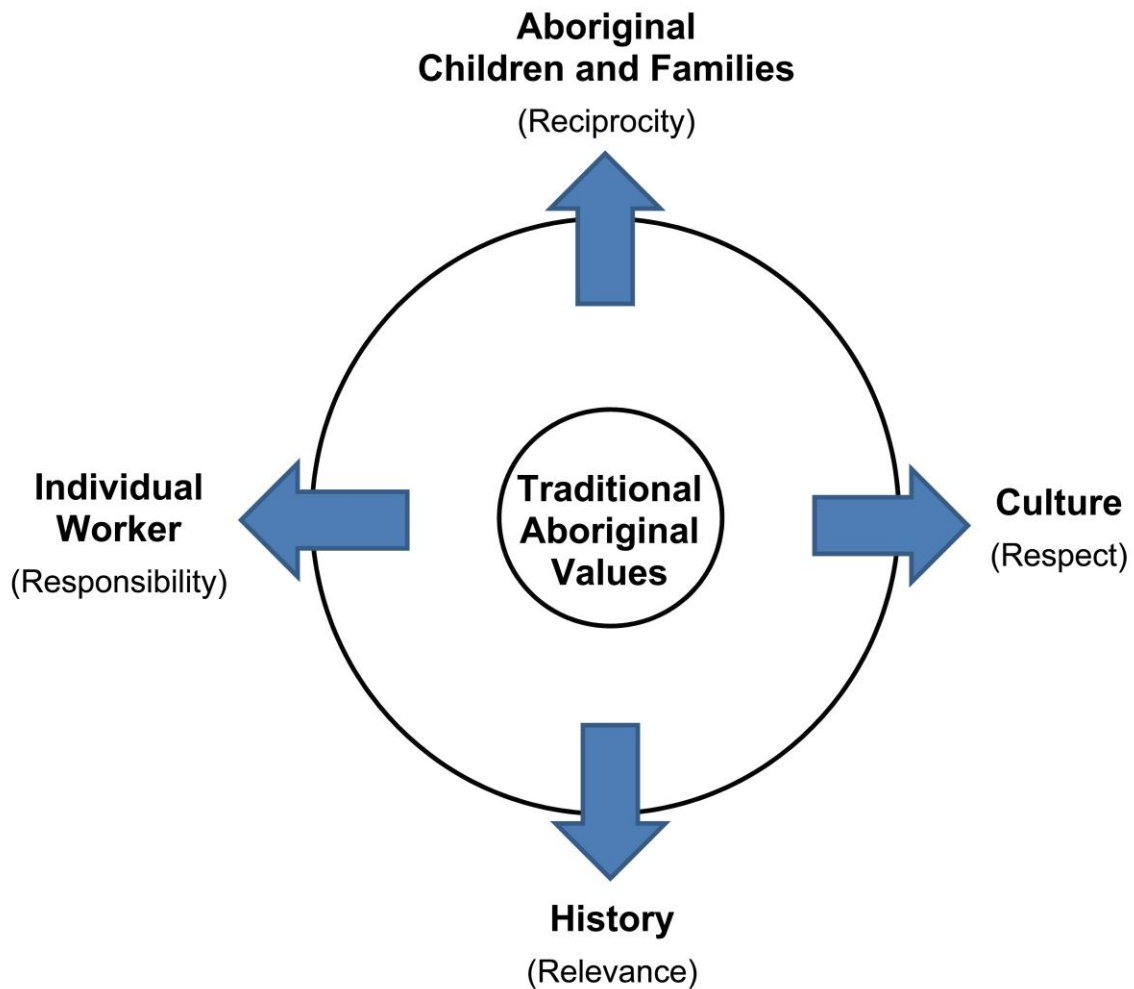 Aboriginal
Children and Families
(Reciprocity)
Individual
Worker
(Responsibility)
Traditional
Aboriginal
Values
Culture
(Respect)
History
(Relevance)